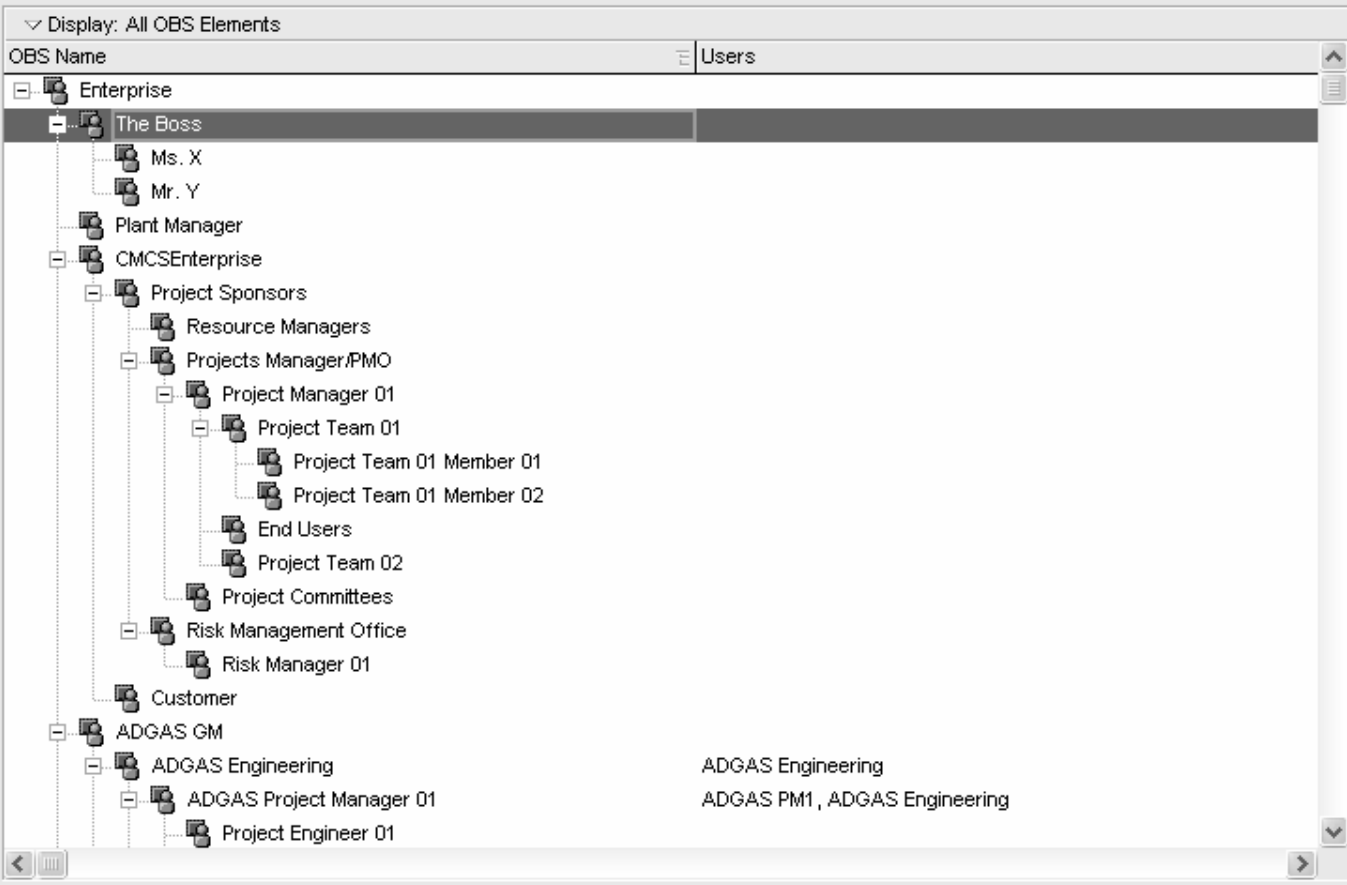 Display: All OBS Elements
OBS Name Users
Enterprise
The Boss
Ms. X
Mr. Y
Plant Manager
CMCSEnterprise
Project Sponsors
Resource Managers
Projects Manager/PMO
Project Manager 01
Project Team 01
Project Team 01 Member 01
Project Team 01 Member 02
End Users
Project Team 02
Project Committees
Risk Management Office
Risk Manager 01
Customer
ADGAS GM
ADGAS Engineering ADGAS Engineering
ADGAS Project Manager 01 ADGAS PM1, ADGAS Engineering
Project Engineer 01